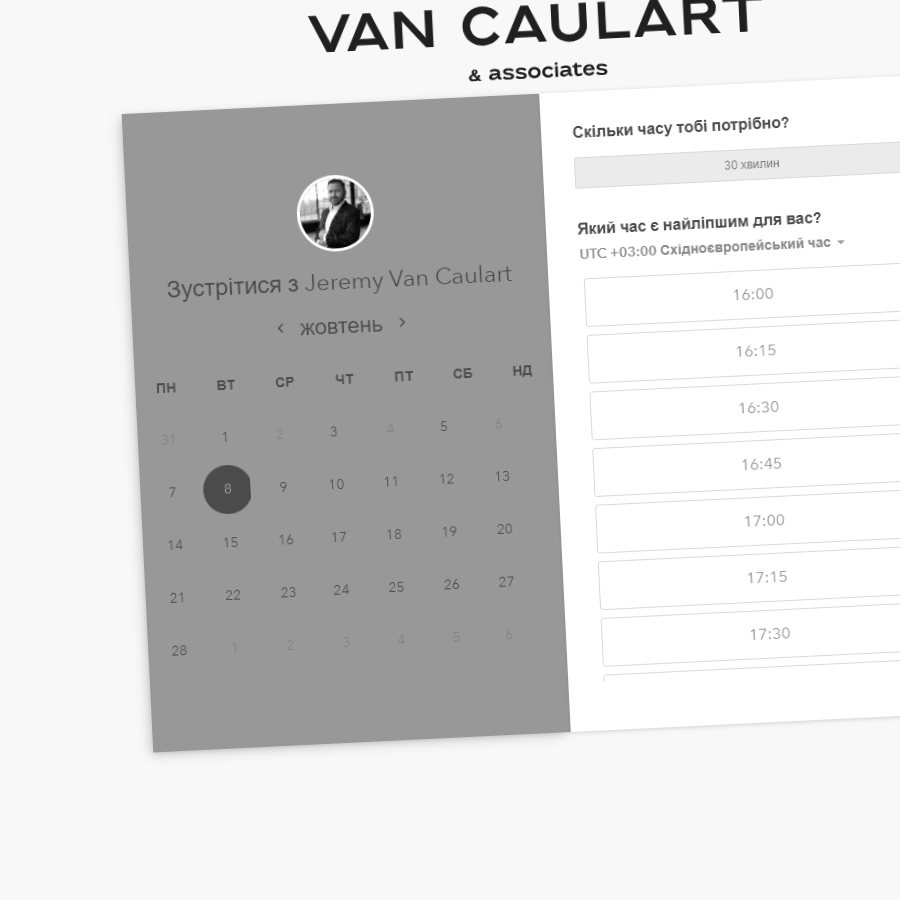 VAN CAULART
& associates
Зустрітися з Jeremy Van Caulart
жовтень
ПН ВТ СР ЧТ ПТ СБ НД
31 1 2 3 4 5 6
7 8 9 10 11 12 13
14 15 16 17 18 19 20
21 22 23 24 25 26 27
28 1 2 3 4 5 6
Скільки часу тобі потрібно?
30 хвилин
Який час є найліпшим для вас?
UTC +03:00 Східноєвропейський час
16:00
16:15
16:30
16:45
17:00
17:15
17:30